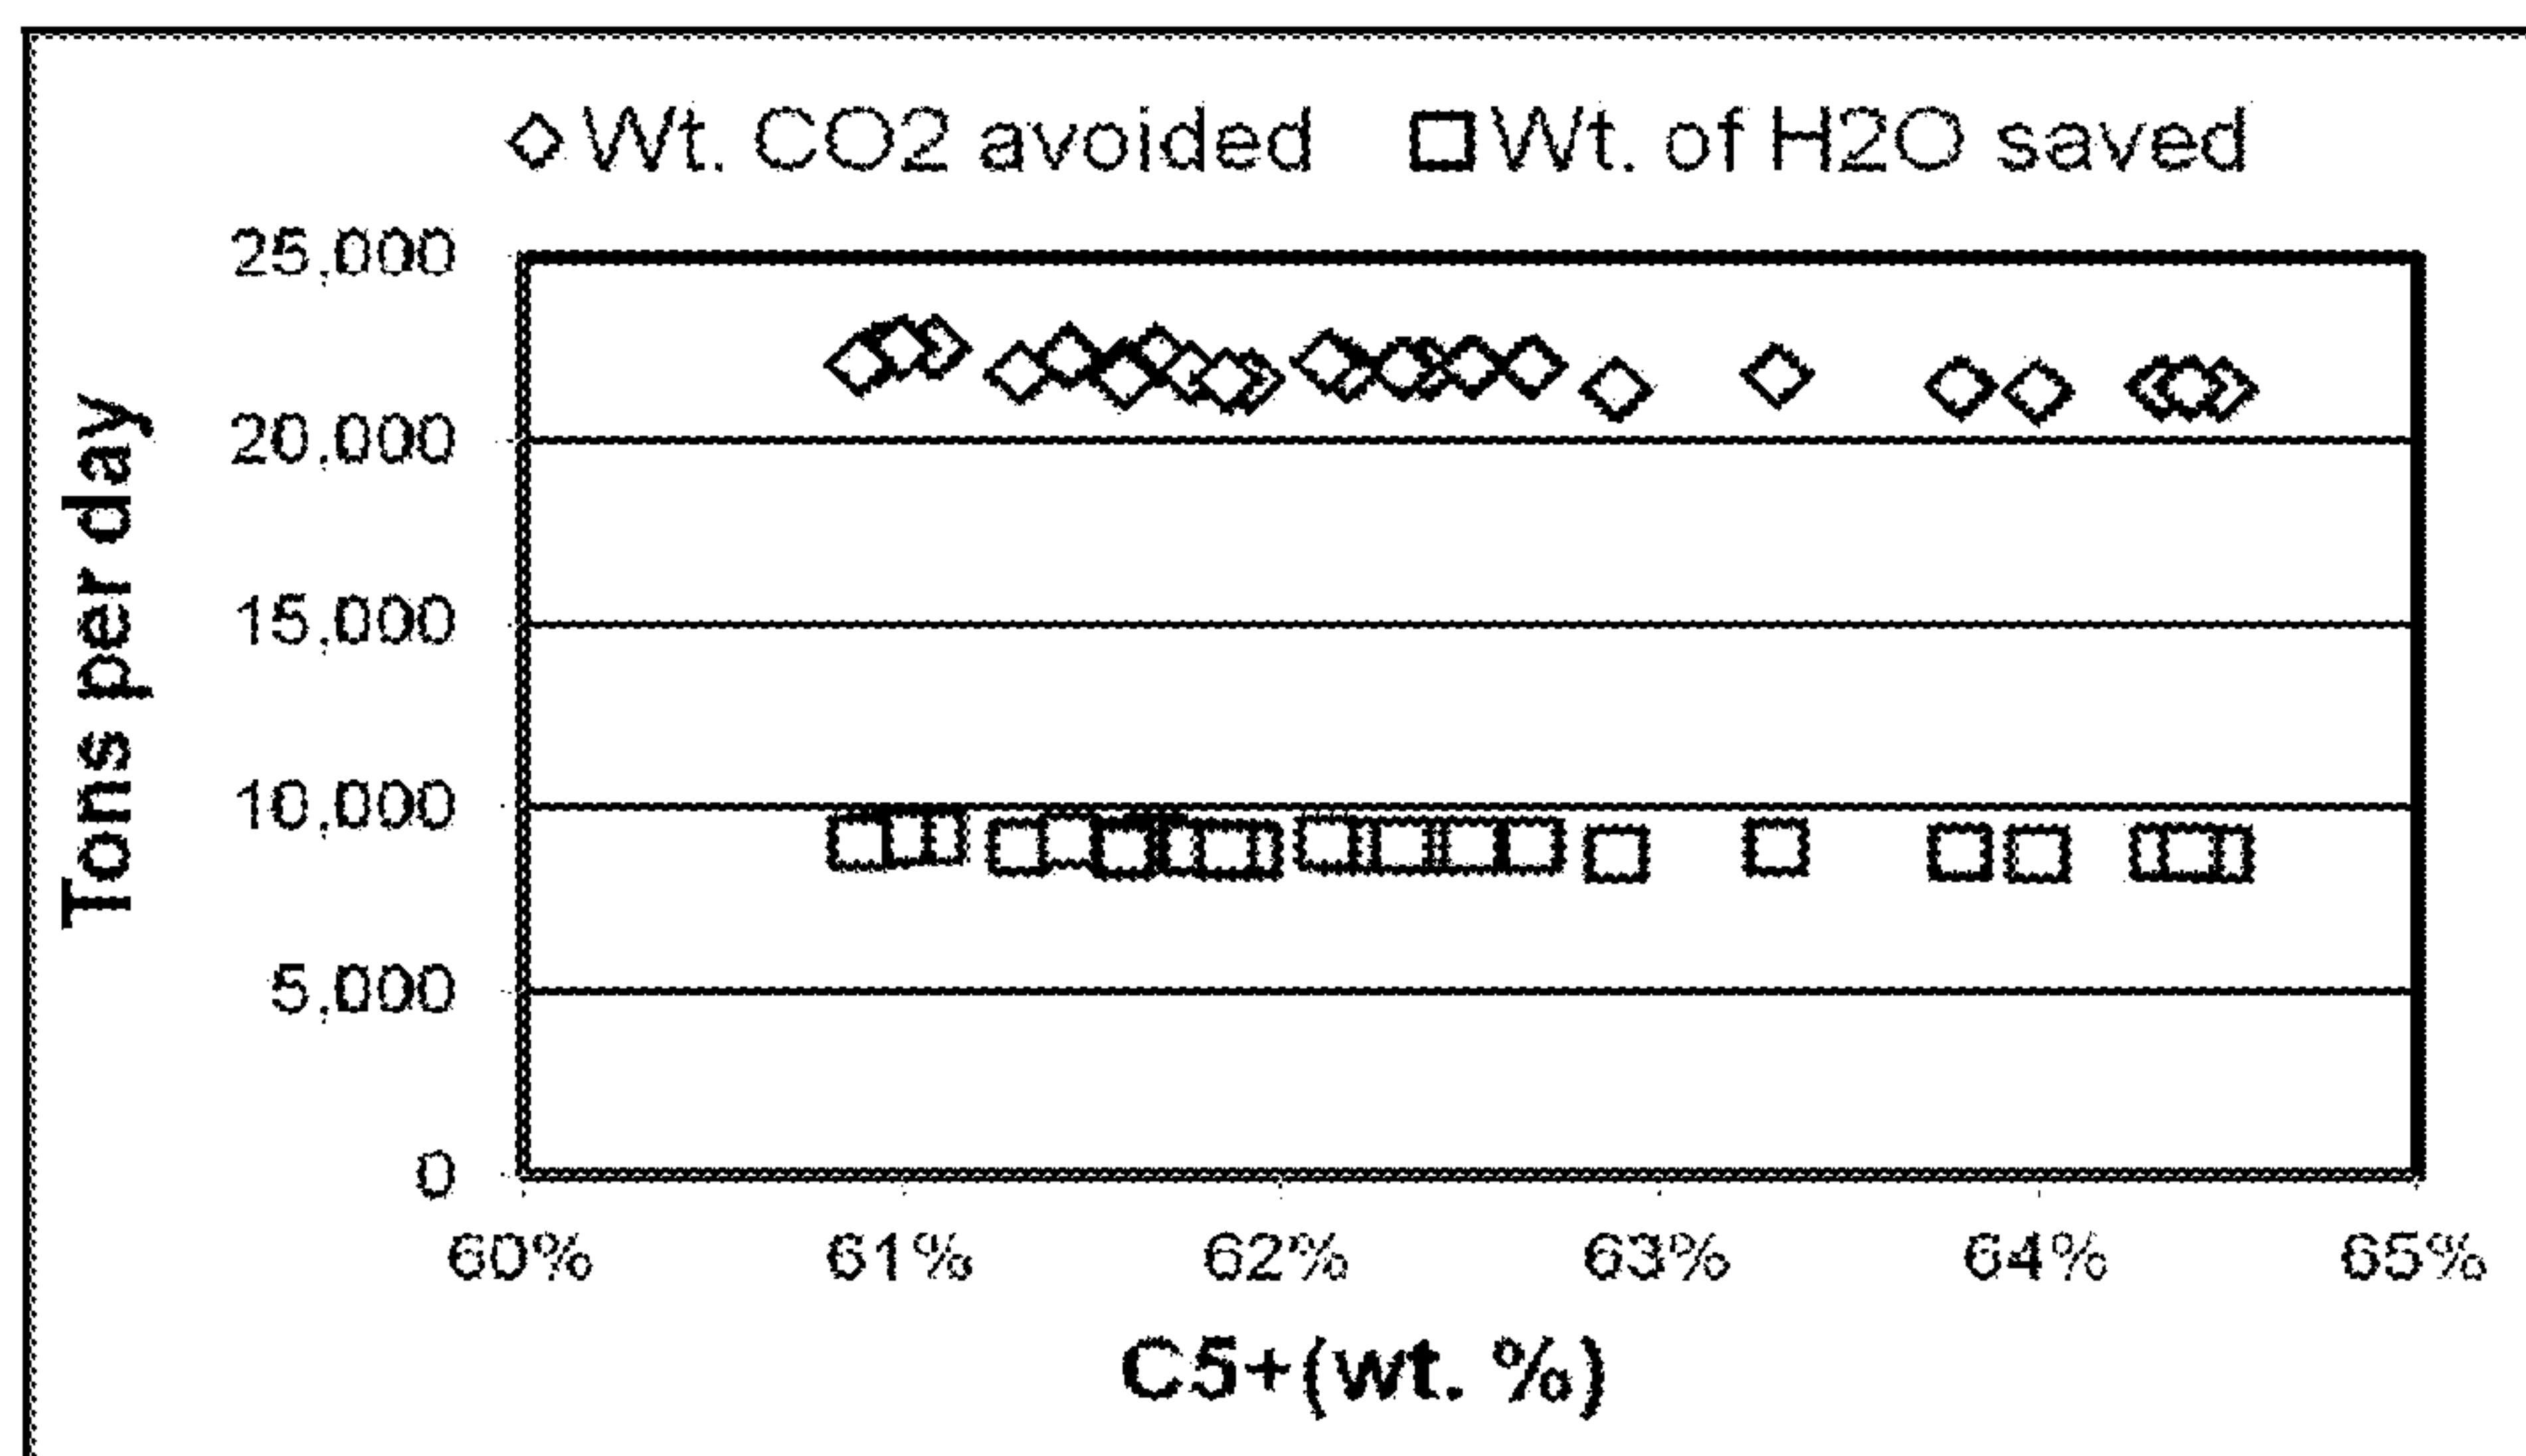 Wt. CO2 avoided Wt. of H2O saved
25,000
20,000
15,000
10,000
5,000
0
Tons per day
60% 61% 62% 63% 64% 65%
C5+(wt. %)